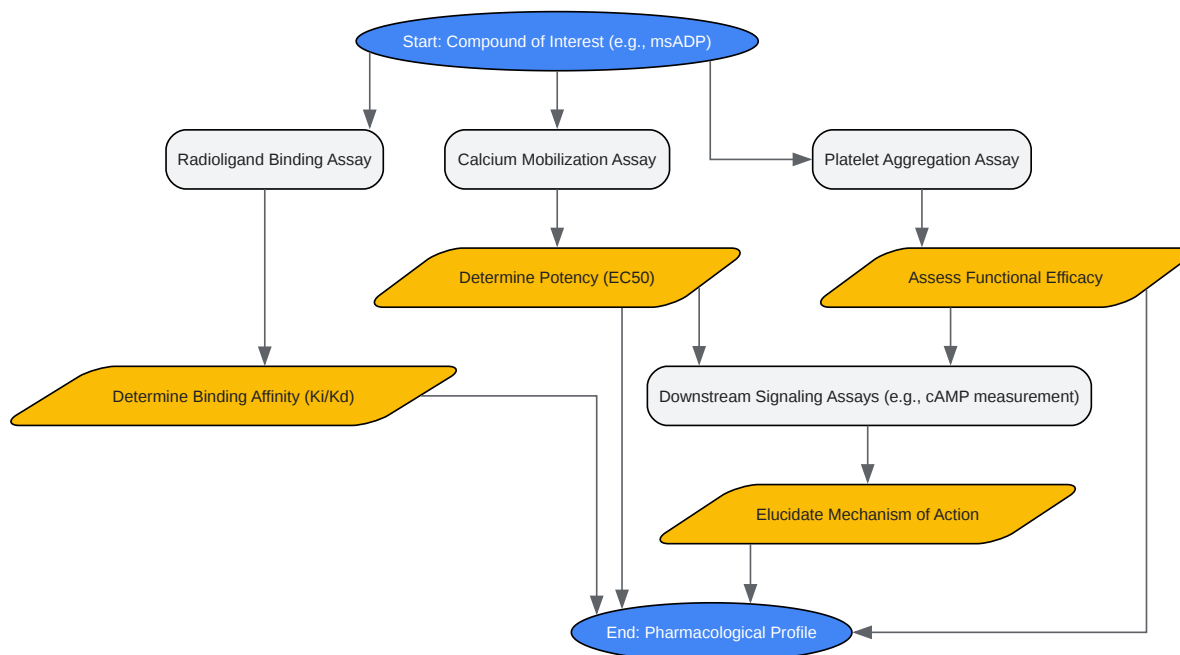 Start: Compound of Interest (e.g., msADP)
Radioligand Binding Assay
Calcium Mobilization Assay
Platelet Aggregation Assay
Determine Potency (EC50)
Assess Functional Efficacy
Determine Binding Affinity (Ki/Kd)
Downstream Signaling Assays (e.g., cAMP measurement)
Elucidate Mechanism of Action
End: Pharmacological Profile